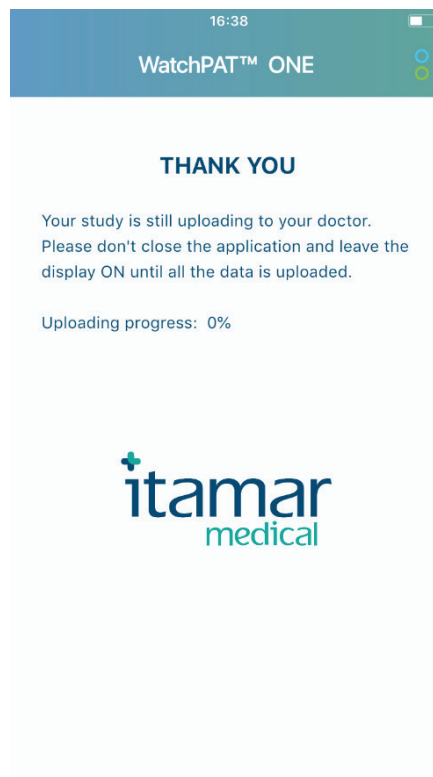 16:38
WatchPAT™ ONE
THANK YOU
Your study is still uploading to your doctor.
Please don't close the application and leave the
display ON until all the data is uploaded.
Uploading progress: 0%
itamar
medical